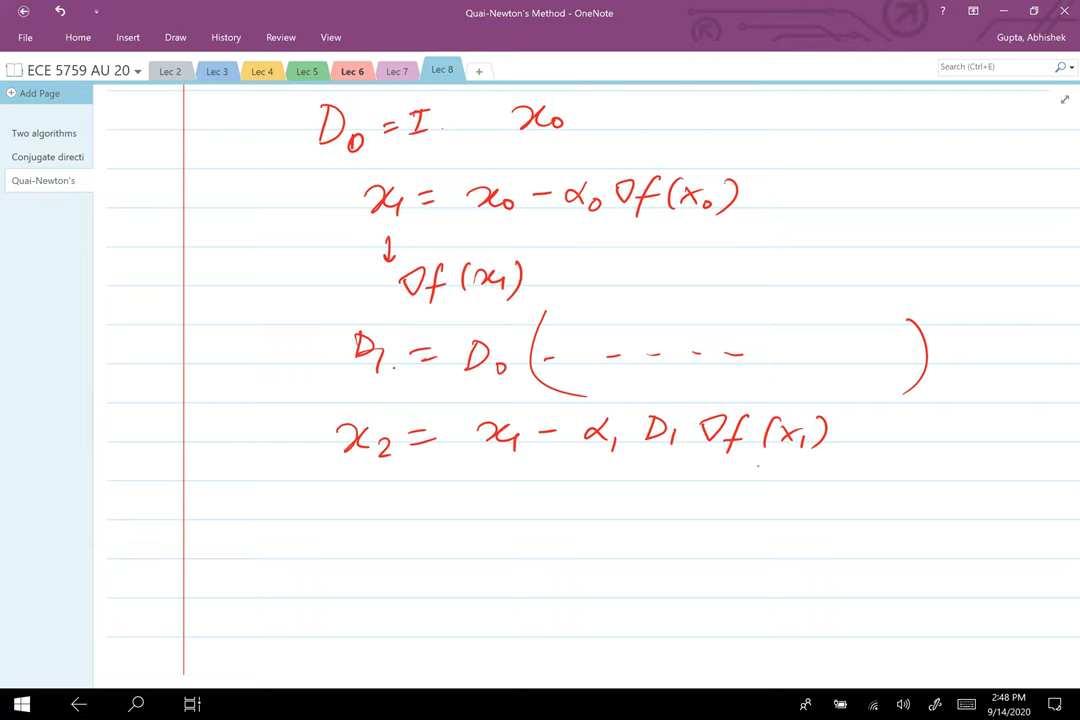 Quai-Newton's Method - OneNote
File Home Insert Draw History Review View
Gupta, Abhishek
ECE 5759 AU 20
Lec 2 Lec 3 Lec 4 Lec 5 Lec 6 Lec 7 Lec 8
Search (Ctrl+E)
Add Page
Two algorithms
Conjugate directi
Quai-Newton's
D₀ = I. x₀
x₁ = x₀ - α₀ ∇f(x₀)
↓
∇f(x₁)
D₁. = D₀ (- - - - -)
x₂ = x₁ - α₁ D₁ ∇f(x₁)
2:48 PM
9/14/2020